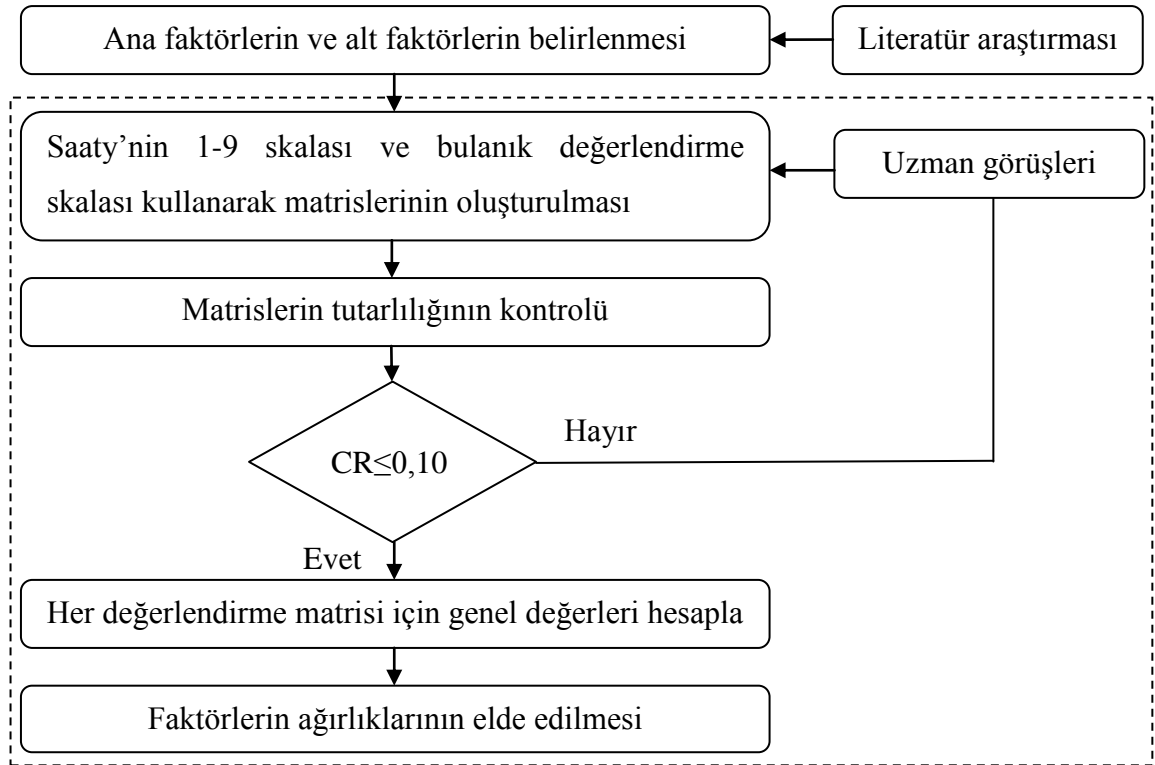 Ana faktörlerin ve alt faktörlerin belirlenmesi
Literatür araştırması
Saaty’nin 1-9 skalası ve bulanık değerlendirme
skalası kullanarak matrislerinin oluşturulması
Uzman görüşleri
Matrislerin tutarlılığının kontrolü
Hayır
CR≤0,10
Evet
Her değerlendirme matrisi için genel değerleri hesapla
Faktörlerin ağırlıklarının elde edilmesi